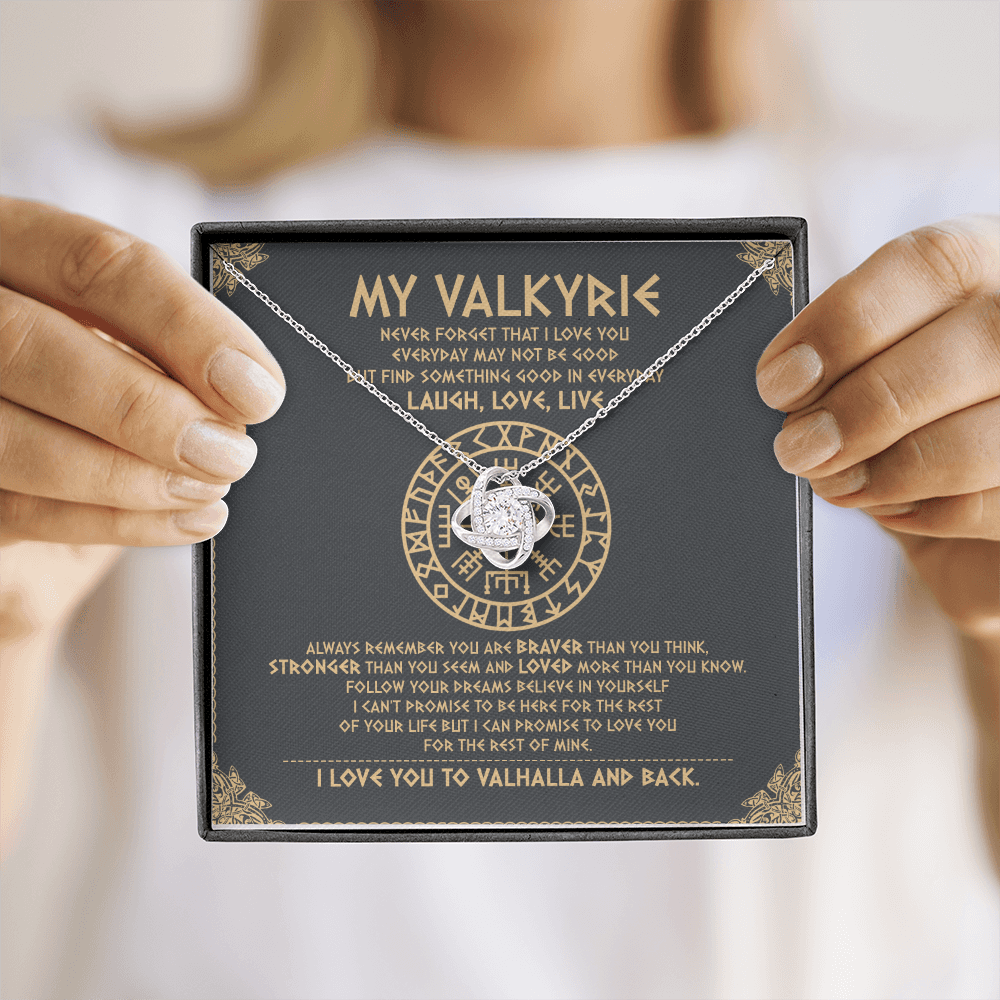 MY VALKYRIE
NEVER FORGET THAT I LOVE YOU
EVERYDAY MAY NOT BE GOOD
BUT FIND SOMETHING GOOD IN EVERYDAY
LAUGH, LOVE, LIVE
ALWAYS REMEMBER YOU ARE BRAVER THAN YOU THINK,
STRONGER THAN YOU SEEM AND LOVED MORE THAN YOU KNOW.
FOLLOW YOUR DREAMS BELIEVE IN YOURSELF
I CAN'T PROMISE TO BE HERE FOR THE REST
OF YOUR LIFE BUT I CAN PROMISE TO LOVE YOU
FOR THE REST OF MINE.
I LOVE YOU TO VALHALLA AND BACK.